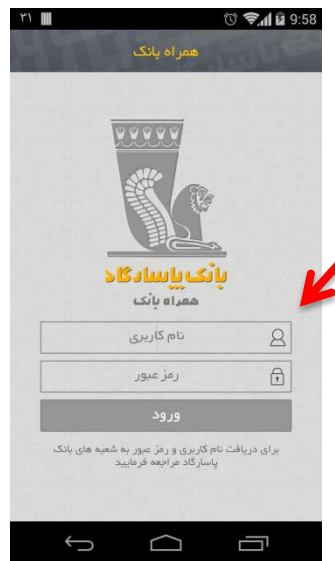 ۳۱ 9:58
همراه بانک
بانک پاسارگاد
همراه بانک
نام کاربری
رمز عبور
ورود
برای دریافت نام کاربری و رمز عبور به شعبه های بانک
پاسارگاد مراجعه فرمایید